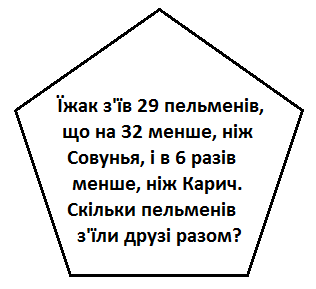 Їжак з'їв 29 пельменів,
що на 32 менше, ніж
Совунья, і в 6 разів
менше, ніж Карич.
Скільки пельменів
з'їли друзі разом?